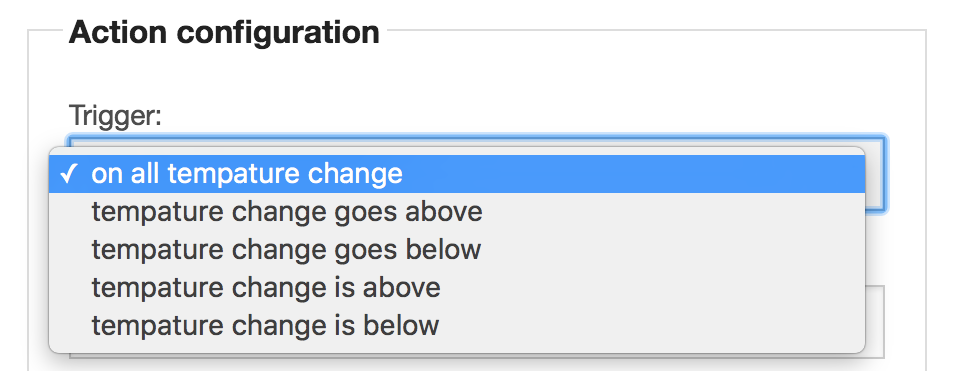 Action configuration
Trigger:
✓ on all tempature change
tempature change goes above
tempature change goes below
tempature change is above
tempature change is below